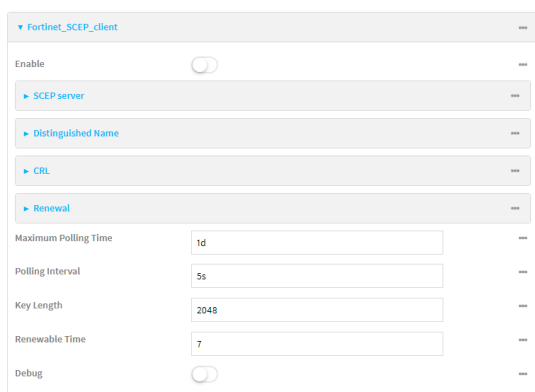 Fortinet_SCEP_client
Enable
SCEP server
Distinguished Name
CRL
Renewal
Maximum Polling Time 1d
Polling Interval 5s
Key Length 2048
Renewable Time 7
Debug